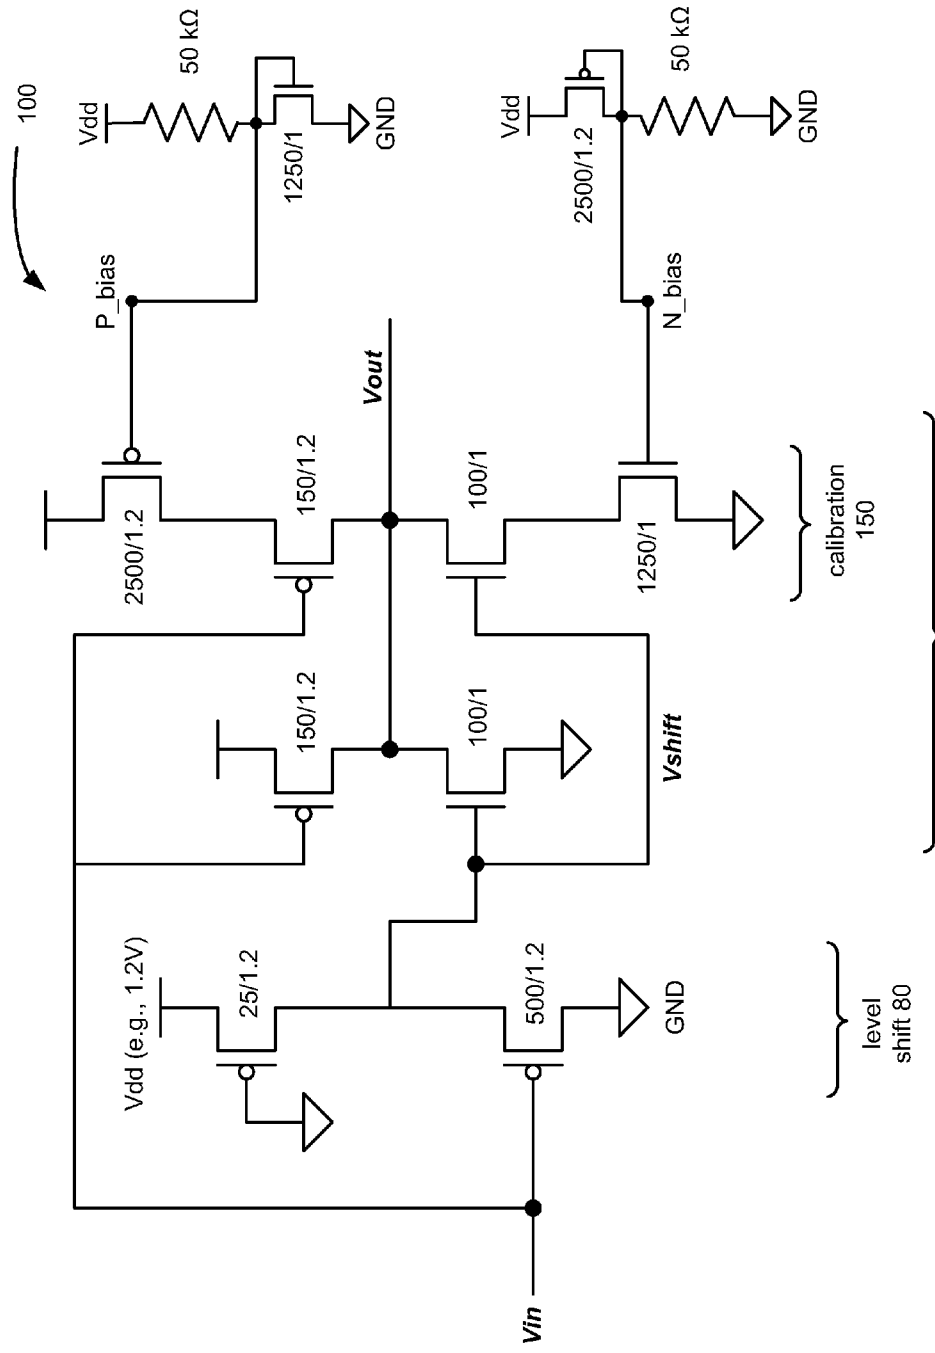 100
Vdd
P_bias
Vdd (e.g., 1.2V)
2500/1.2
50 kΩ
25/1.2
150/1.2
150/1.2
1250/1
Vout
GND
100/1
100/1
Vdd
Vin
500/1.2
2500/1.2
1250/1
GND
Vshift
N_bias
50 kΩ
GND
calibration
150
level
shift 80